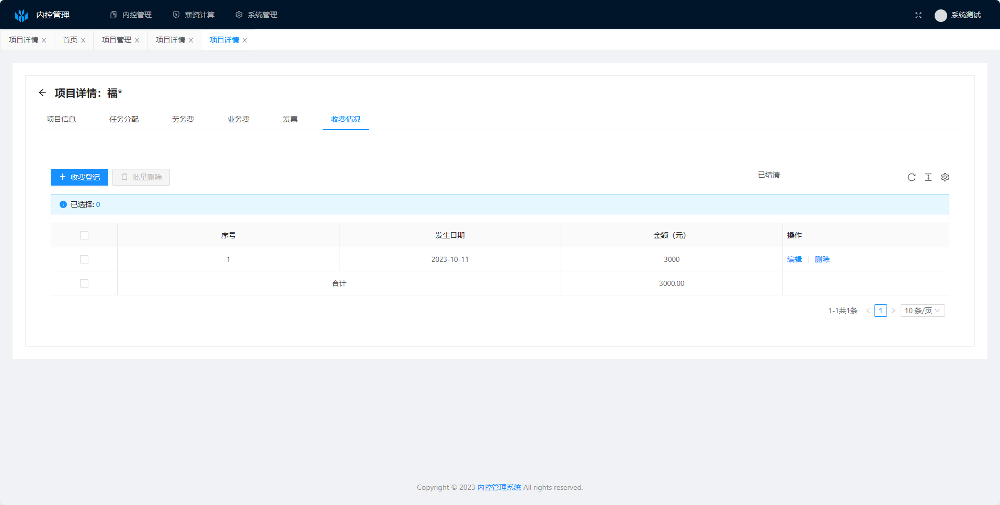 内控管理 内控管理 薪资计算 系统管理 系统测试
项目详情 首页 项目管理 项目详情 项目详情
项目详情：福*
项目信息 任务分配 劳务费 业务费 发票 收费情况
收费登记 批量删除 已结清
已选择: 0
序号 发生日期 金额（元） 操作
1 2023-10-11 3000 编辑 删除
合计 3000.00
1-1共1条 1 10 条/页
Copyright © 2023 内控管理系统 All rights reserved.